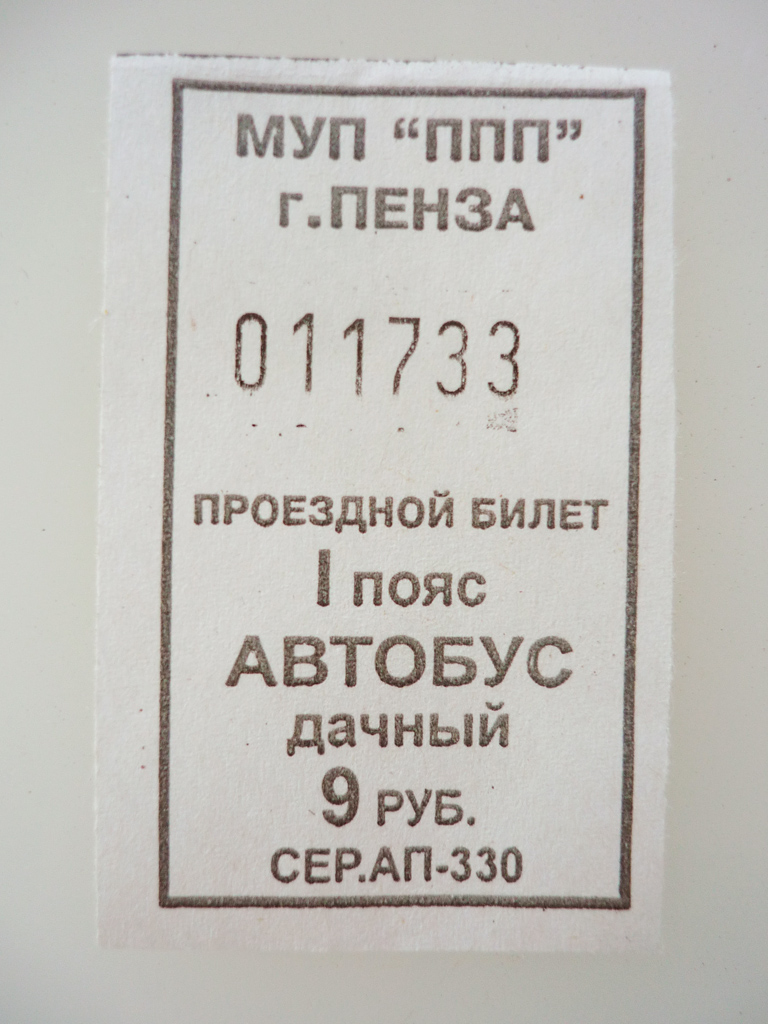 МУП “ППП”
г.ПЕНЗА
011733
ПРОЕЗДНОЙ БИЛЕТ
I пояс
АВТОБУС
дачный
9 РУБ.
СЕР.АП-330